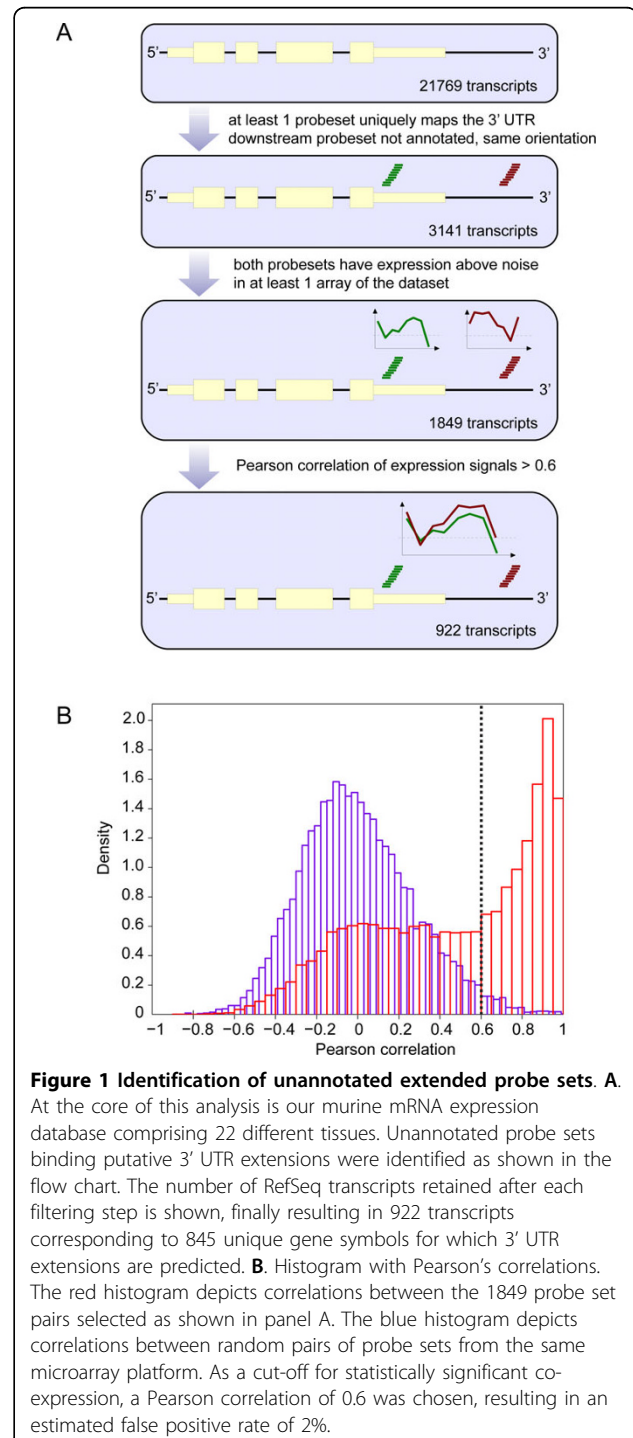 A
5’ 3’
21769 transcripts
at least 1 probeset uniquely maps the 3’ UTR
downstream probeset not annotated, same orientation
5’ 3’
3141 transcripts
both probesets have expression above noise
in at least 1 array of the dataset
5’ 3’
1849 transcripts
Pearson correlation of expression signals > 0.6
5’ 3’
922 transcripts
B
2.0
1.8
1.6
1.4
1.2
1.0
0.8
0.6
0.4
0.2
0
Density
−1 −0.8 −0.6 −0.4 −0.2 0 0.2 0.4 0.6 0.8 1
Pearson correlation
Figure 1 Identification of unannotated extended probe sets. A.
At the core of this analysis is our murine mRNA expression
database comprising 22 different tissues. Unannotated probe sets
binding putative 3’ UTR extensions were identified as shown in the
flow chart. The number of RefSeq transcripts retained after each
filtering step is shown, finally resulting in 922 transcripts
corresponding to 845 unique gene symbols for which 3’ UTR
extensions are predicted. B. Histogram with Pearson’s correlations.
The red histogram depicts correlations between the 1849 probe set
pairs selected as shown in panel A. The blue histogram depicts
correlations between random pairs of probe sets from the same
microarray platform. As a cut-off for statistically significant co-
expression, a Pearson correlation of 0.6 was chosen, resulting in an
estimated false positive rate of 2%.